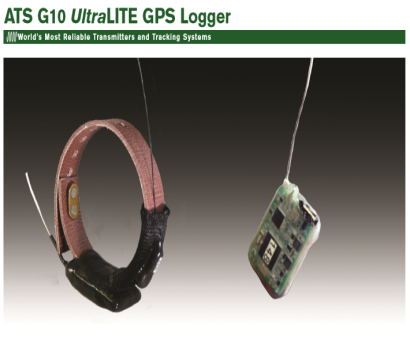 ATS G10 UltraLITE GPS Logger
World's Most Reliable Transmitters and Tracking Systems